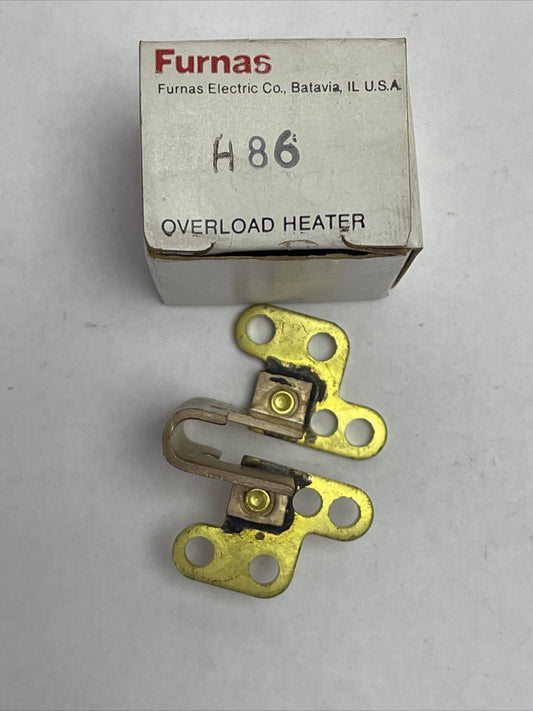 Furnas
Furnas Electric Co., Batavia, IL U.S.A.
H86
OVERLOAD HEATER